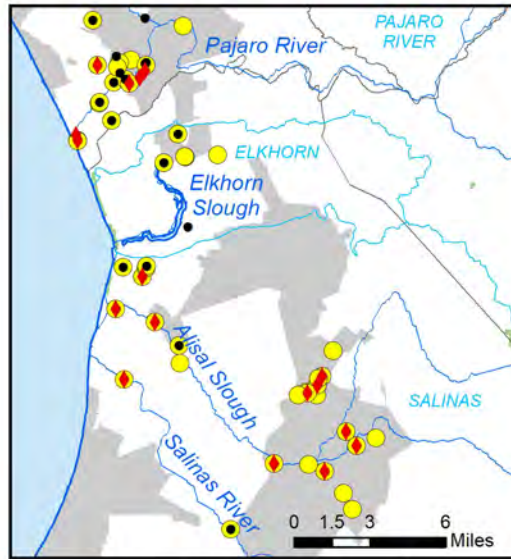 PAJARO
RIVER
Pajaro River
ELKHORN
Elkhorn
Slough
Alisal Slough
SALINAS
Salinas River
0 1.5 3 6
Miles